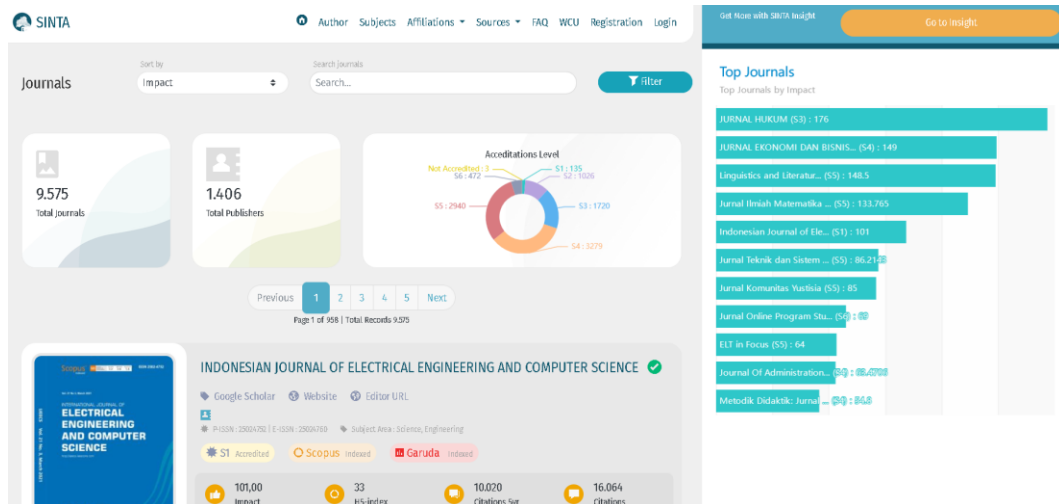 SINTA
Author Subjects Affiliations Sources FAQ WCU Registration Login
Journals
Sort by
Impact
Search Journals
Search...
Filter
9.575
Total Journals
1.406
Total Publishers
Accreditations Level
Not Accredited : 3
S6 : 472
S5 : 2940
S1 : 135
S2 : 1026
S3 : 1720
S4 : 3279
Previous 1 2 3 4 5 Next
Page 1 of 958 | Total Records 9.575
Scopus
ELECTRICAL
ENGINEERING
AND COMPUTER
SCIENCE
INDONESIAN JOURNAL OF ELECTRICAL ENGINEERING AND COMPUTER SCIENCE
Google Scholar Website Editor URL
P-ISSN : 25024752 | E-ISSN : 25024760 Subject Area : Science, Engineering
S1 Accredited Scopus Indexed Garuda Indexed
101,00
Impact
33
H5-index
10.020
Citations 5yr
16.064
Citations
Get More with SINTA Insight
Go to Insight
Top Journals
Top Journals by Impact
JURNAL HUKUM (S3) : 176
JURNAL EKONOMI DAN BISNIS... (S4) : 149
Linguistics and Literatur... (S5) : 148.5
Jurnal Ilmiah Matematika ... (S5) : 133.765
Indonesian Journal of Ele... (S1) : 101
Jurnal Teknik dan Sistem ... (S5) :
Jurnal Komunitas Yustisia (S5) : 85
Jurnal Online Program Stu...
ELT in Focus (S5) : 64
Journal Of Administration...
Metodik Didaktik: Jurnal ...